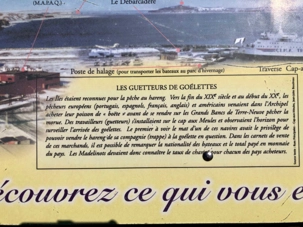 (M.A.P.A.Q.)
Le Débarcadère
Poste de halage (pour transporter les bateaux au parc d'hivernage)
Traverse Cap-a
LES GUETTEURS DE GOÉLETTES
Les îles étaient reconnues pour la pêche au hareng. Vers la fin du XIXe siècle et au début du XXe, les
pêcheurs européens (portugais, espagnols, français, anglais) et américains venaient dans l'Archipel
acheter leur poisson de « boëtte » avant de se rendre sur les Grands Bancs de Terre-Neuve pêcher la
morue. Des travailleurs (guetteurs) s'installaient sur le cap aux Meules et observaient l'horizon pour
surveiller l'arrivée des goélettes. Le premier à voir le mat d'un de ces navires avait le privilège de
pouvoir vendre le hareng de sa compagnie (trappe) à la goélette en question. Dans les carnets de vente
de ces marchands, il est possible de remarquer la nationalité des bateaux et le total payé en monnaie
du pays. Les Madelinots devaient donc connaître le taux de change pour chacun des pays acheteurs.
écouvrez ce qui vous e